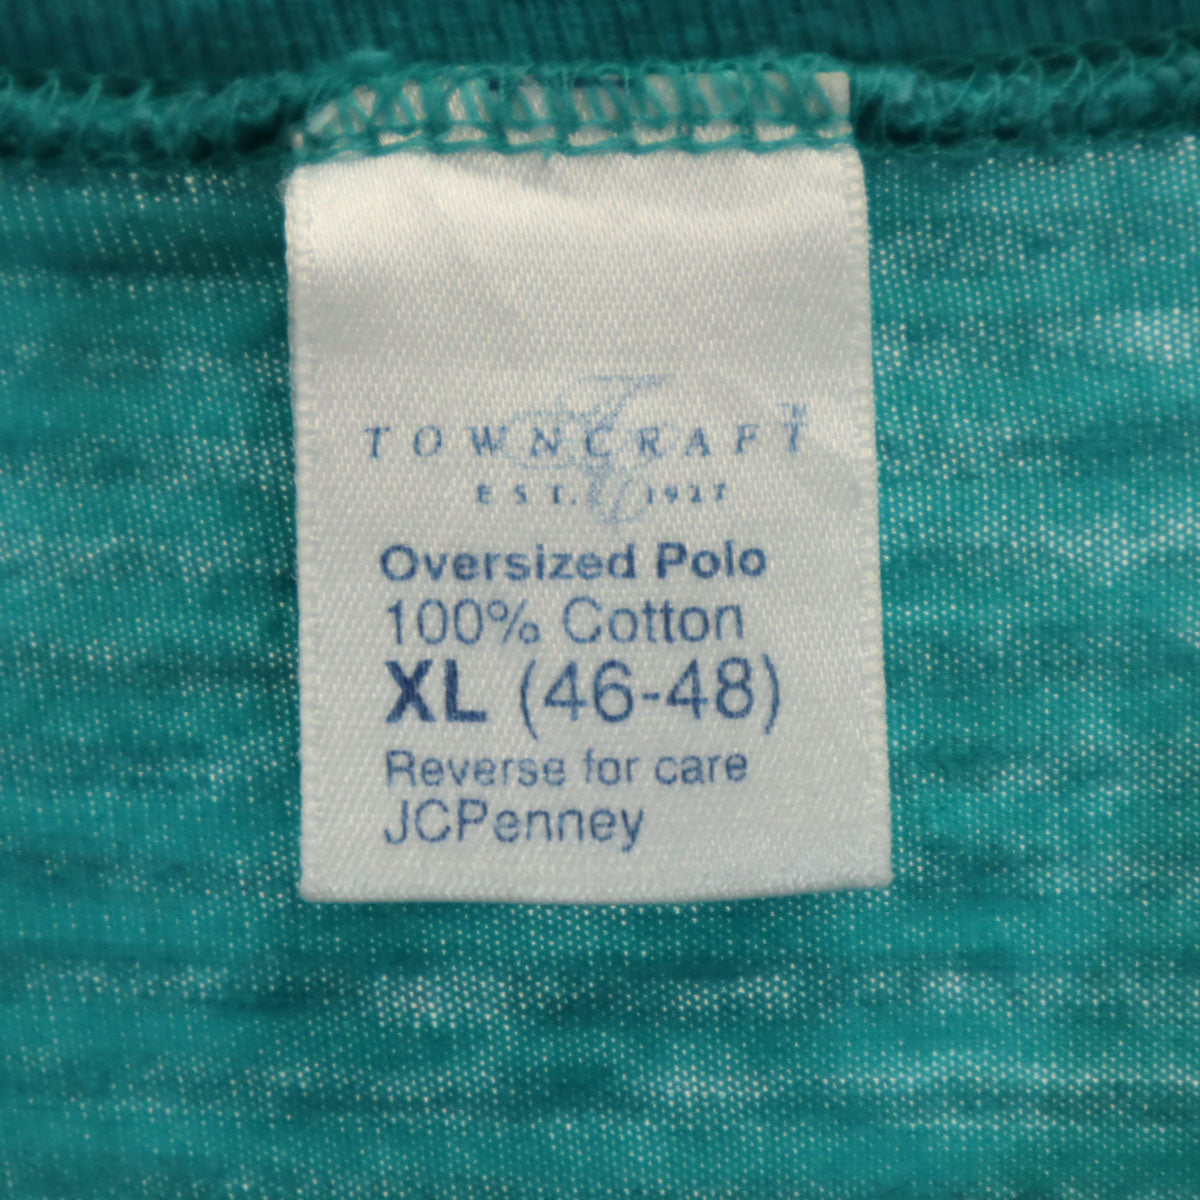 TOWNCRAFT™
EST. 1927
Oversized Polo
100% Cotton
XL (46-48)
Reverse for care
JCPenney